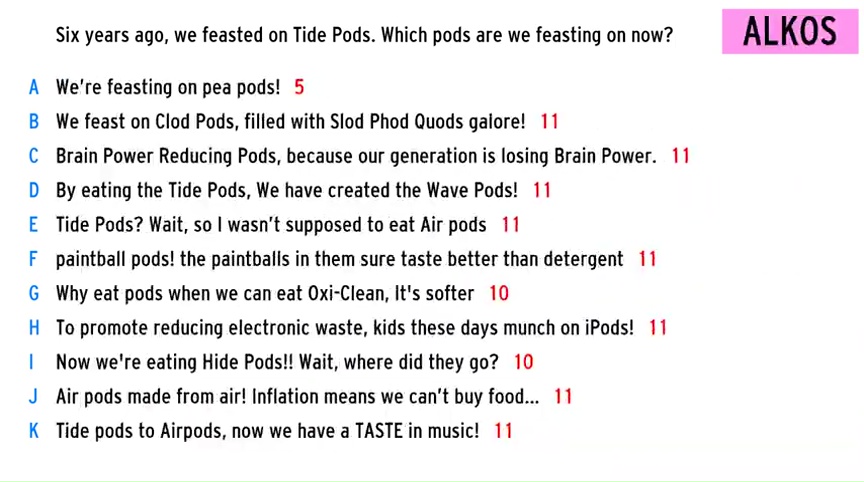 Six years ago, we feasted on Tide Pods. Which pods are we feasting on now?
ALKOS
A We're feasting on pea pods! 5
B We feast on Clod Pods, filled with Slod Phod Quods galore! 11
C Brain Power Reducing Pods, because our generation is losing Brain Power. 11
D By eating the Tide Pods, We have created the Wave Pods! 11
E Tide Pods? Wait, so I wasn't supposed to eat Air pods 11
F paintball pods! the paintballs in them sure taste better than detergent 11
G Why eat pods when we can eat Oxi-Clean, It's softer 10
H To promote reducing electronic waste, kids these days munch on iPods! 11
I Now we're eating Hide Pods!! Wait, where did they go? 10
J Air pods made from air! Inflation means we can't buy food... 11
K Tide pods to Airpods, now we have a TASTE in music! 11